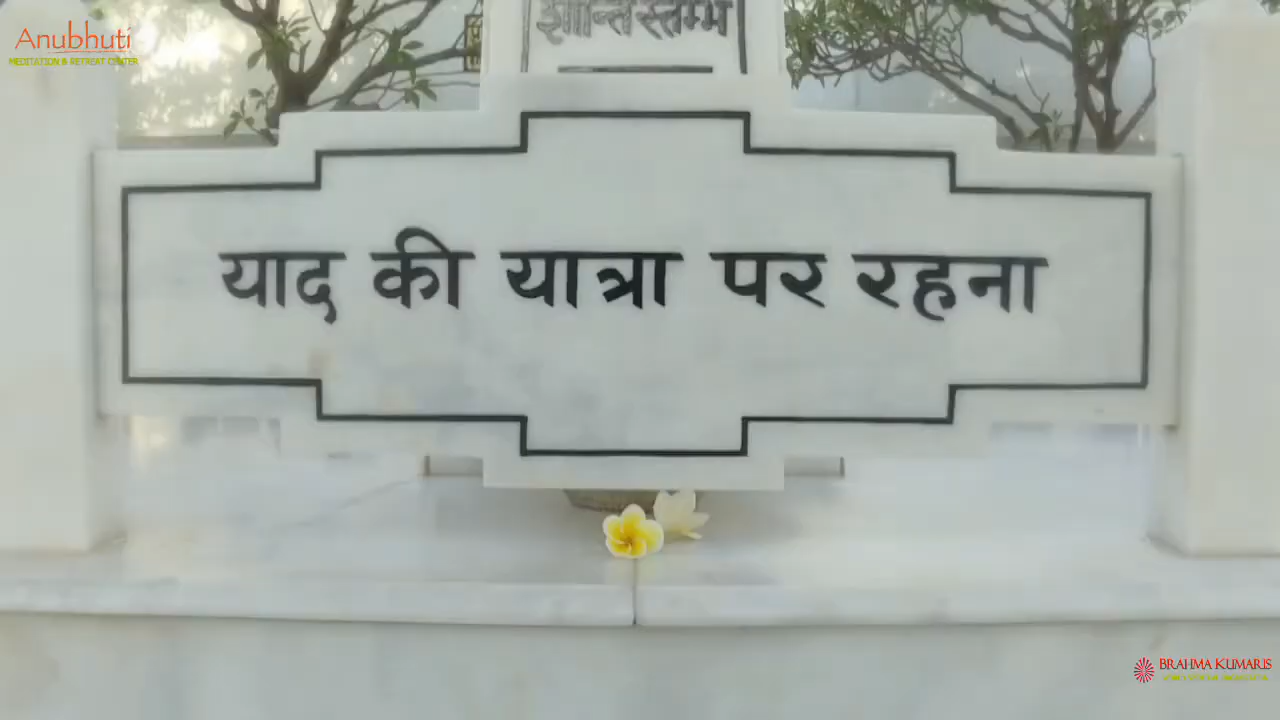 शान्ति स्तम्भ
Anubhuti
MEDITATION & RETREAT CENTER
याद की यात्रा पर रहना
BRAHMA KUMARIS